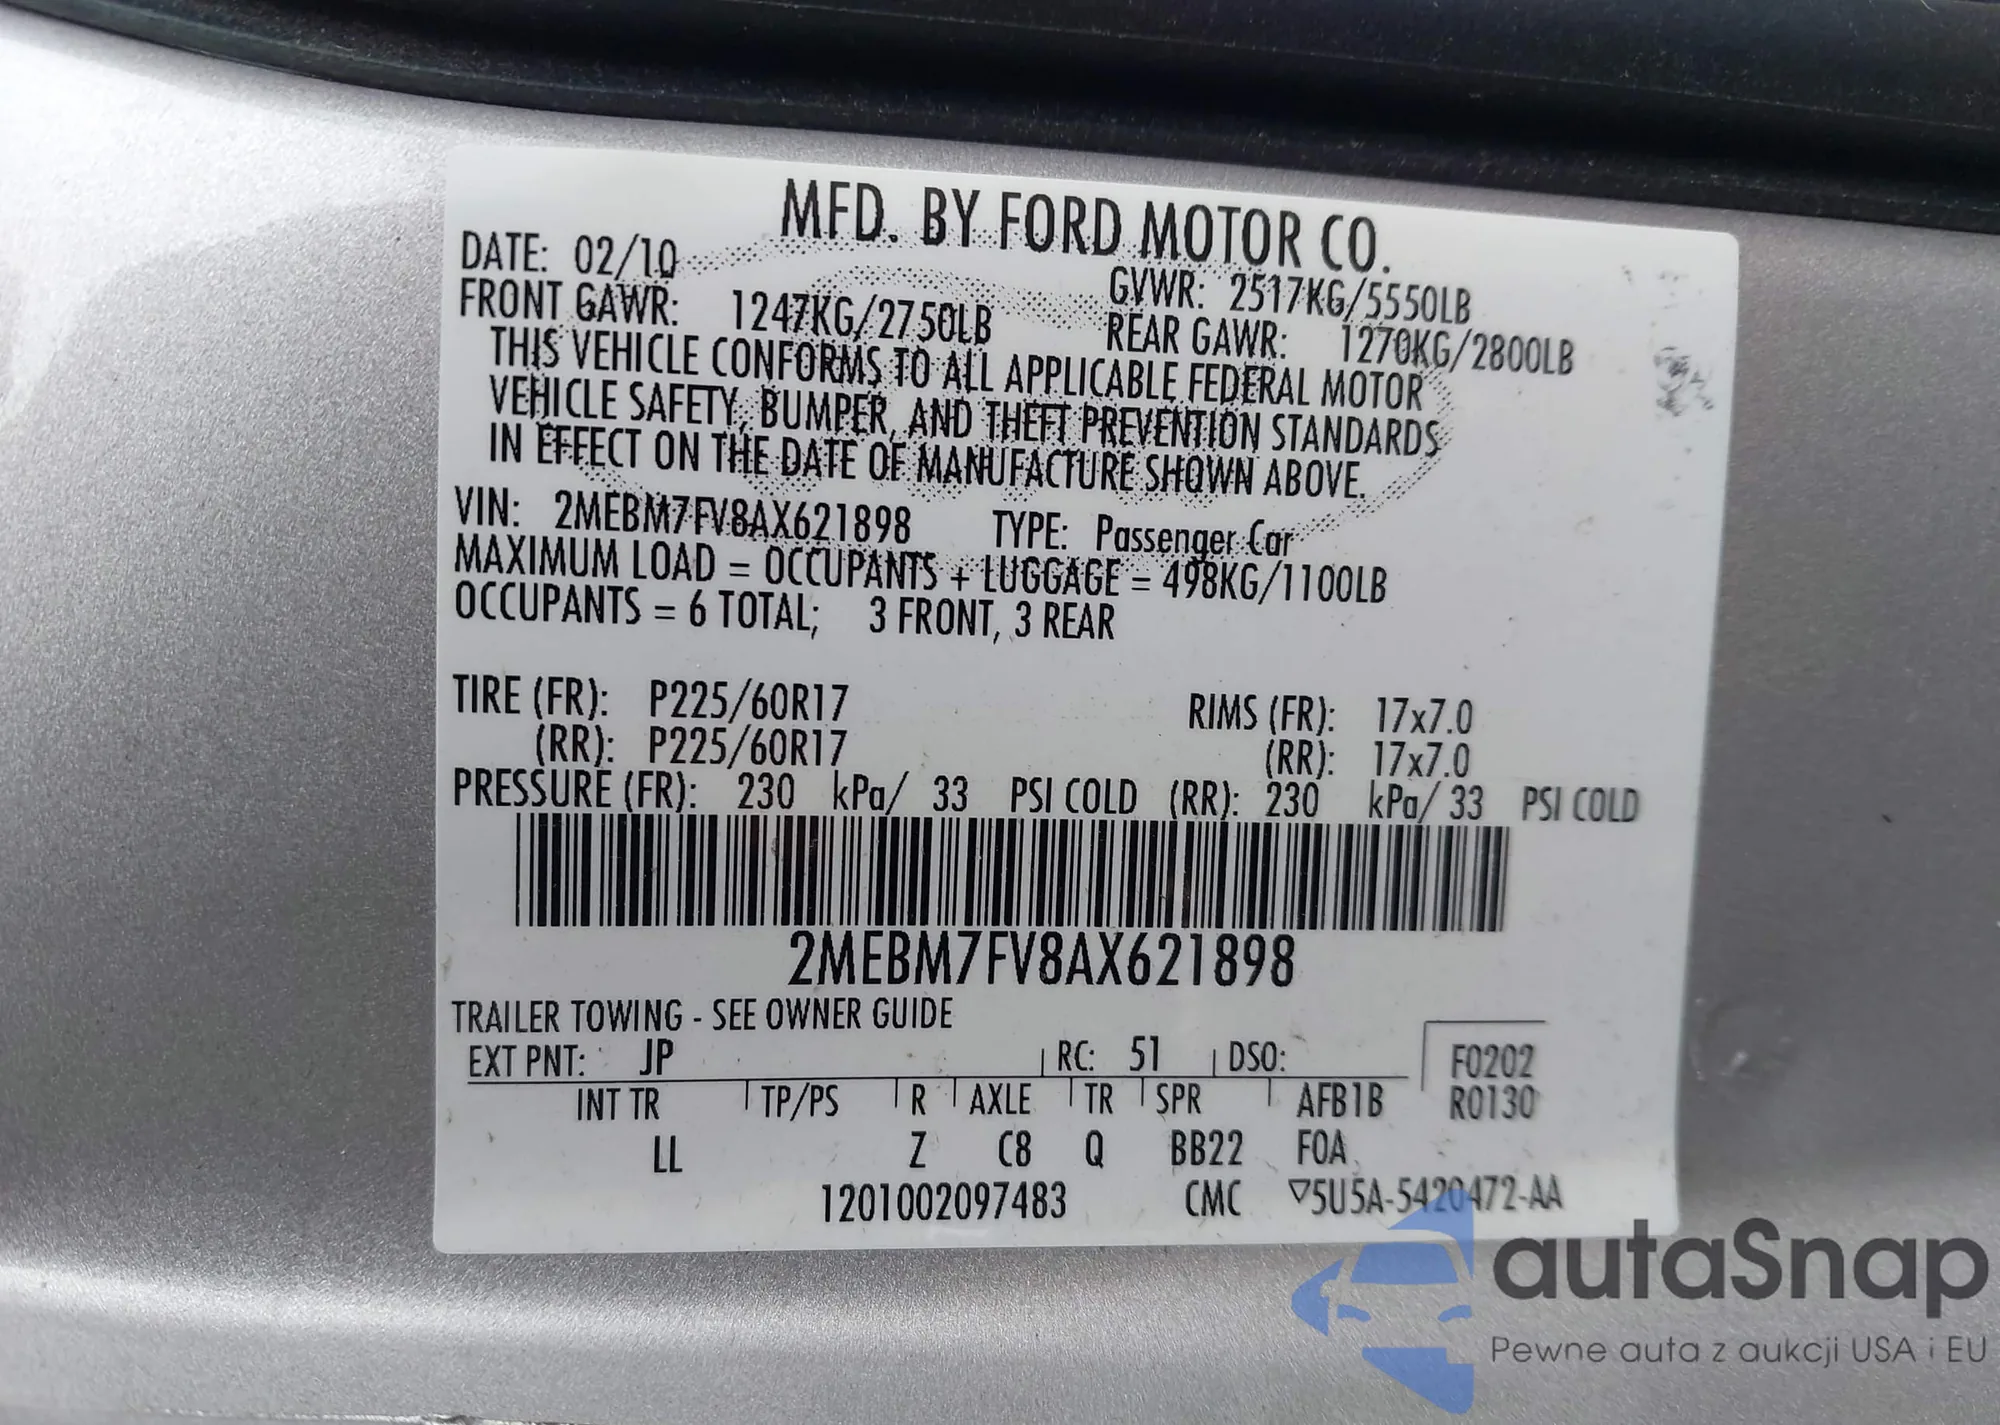 MFD. BY FORD MOTOR CO.
DATE: 02/10 GVWR: 2517KG/5550LB
FRONT GAWR: 1247KG/2750LB REAR GAWR: 1270KG/2800LB
THIS VEHICLE CONFORMS TO ALL APPLICABLE FEDERAL MOTOR
VEHICLE SAFETY, BUMPER, AND THEFT PREVENTION STANDARDS
IN EFFECT ON THE DATE OF MANUFACTURE SHOWN ABOVE.
VIN: 2MEBM7FV8AX621898 TYPE: Passenger Car
MAXIMUM LOAD = OCCUPANTS + LUGGAGE = 498KG/1100LB
OCCUPANTS = 6 TOTAL; 3 FRONT, 3 REAR
TIRE (FR): P225/60R17 RIMS (FR): 17x7.0
(RR): P225/60R17 (RR): 17x7.0
PRESSURE (FR): 230 kPa/ 33 PSI COLD (RR): 230 kPa/ 33 PSI COLD
2MEBM7FV8AX621898
TRAILER TOWING - SEE OWNER GUIDE
EXT PNT: JP RC: 51 DSO: F0202
INT TR TP/PS R AXLE TR SPR AFB1B R0130
LL Z C8 Q BB22 FOA
1201002097483 CMC ▽5U5A-5420472-AA
autaSnap
Pewne auta z aukcji USA i EU